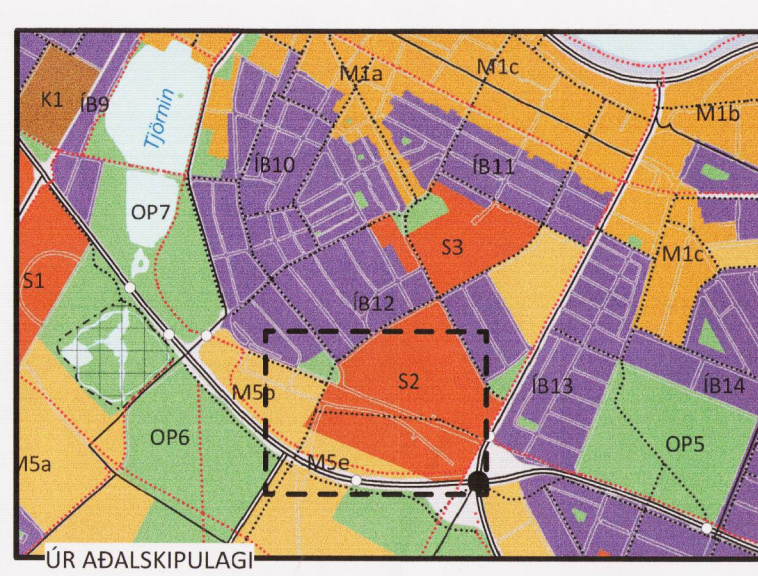 M1a
M1c
K1
ÍB9
Tjörnin
M1b
ÍB10
ÍB11
OP7
S3
S1
M1c
ÍB12
S2
M5b
ÍB13
ÍB14
OP6
OP5
M5a
M5e
ÚR AÐALSKIPULAGI